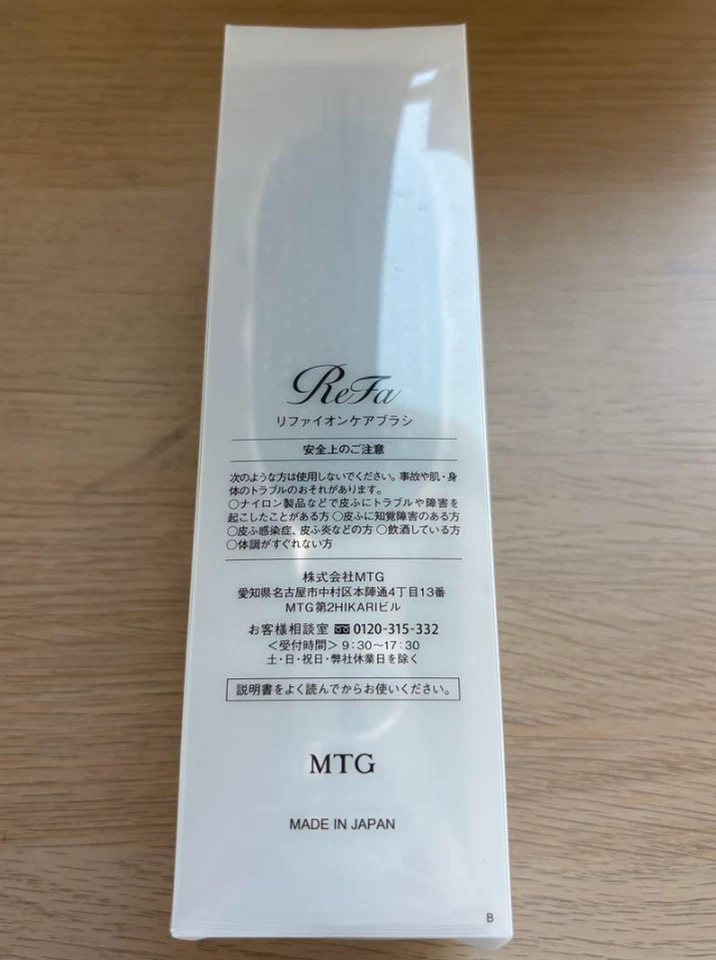 ReFa
リファイオンケアブラシ
安全上のご注意
次のような方は使用しないでください。事故や肌・身
体のトラブルのおそれがあります。
○ナイロン製品などで皮ふにトラブルや障害を
起こしたことがある方 ○皮ふに知覚障害のある方
○皮ふ感染症、皮ふ炎などの方 ○飲酒している方
○体調がすぐれない方
株式会社MTG
愛知県名古屋市中村区本陣通4丁目13番
MTG第2HIKARIビル
お客様相談室 0120-315-332
＜受付時間＞ 9:30〜17:30
土・日・祝日・弊社休業日を除く
説明書をよく読んでからお使いください。
MTG
MADE IN JAPAN
B